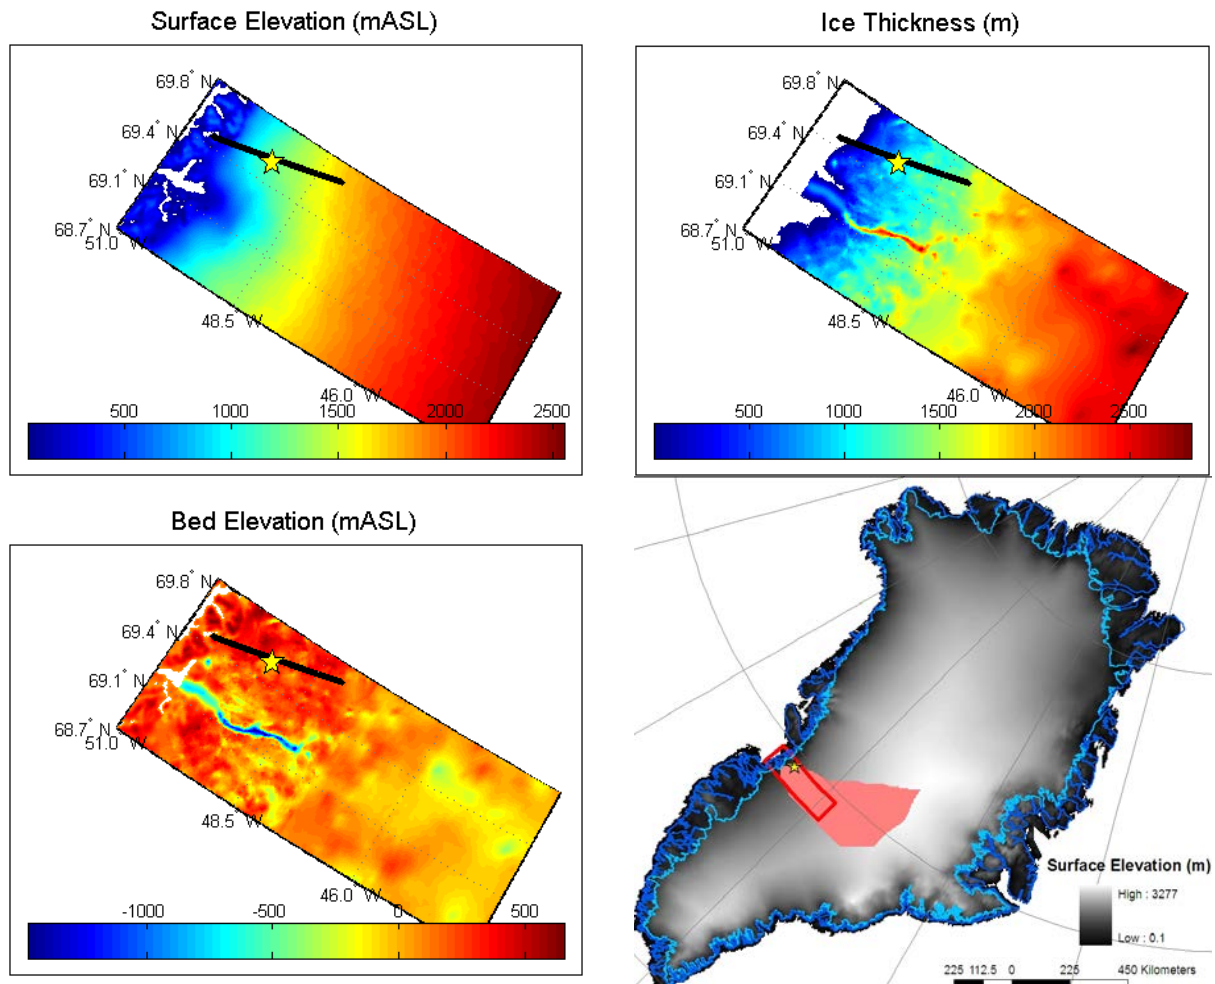 Surface Elevation (mASL)
69.8° N
69.4° N
69.1° N
68.7° N
51.0° W
48.5° W
46.0° W
500 1000 1500 2000 2500
Ice Thickness (m)
69.8° N
69.4° N
69.1° N
68.7° N
51.0° W
48.5° W
46.0° W
500 1000 1500 2000 2500
Bed Elevation (mASL)
69.8° N
69.4° N
69.1° N
68.7° N
51.0° W
48.5° W
46.0° W
-1000 -500 0 500
Surface Elevation (m)
High : 3277
Low : 0.1
225 112.5 0 225 450 Kilometers